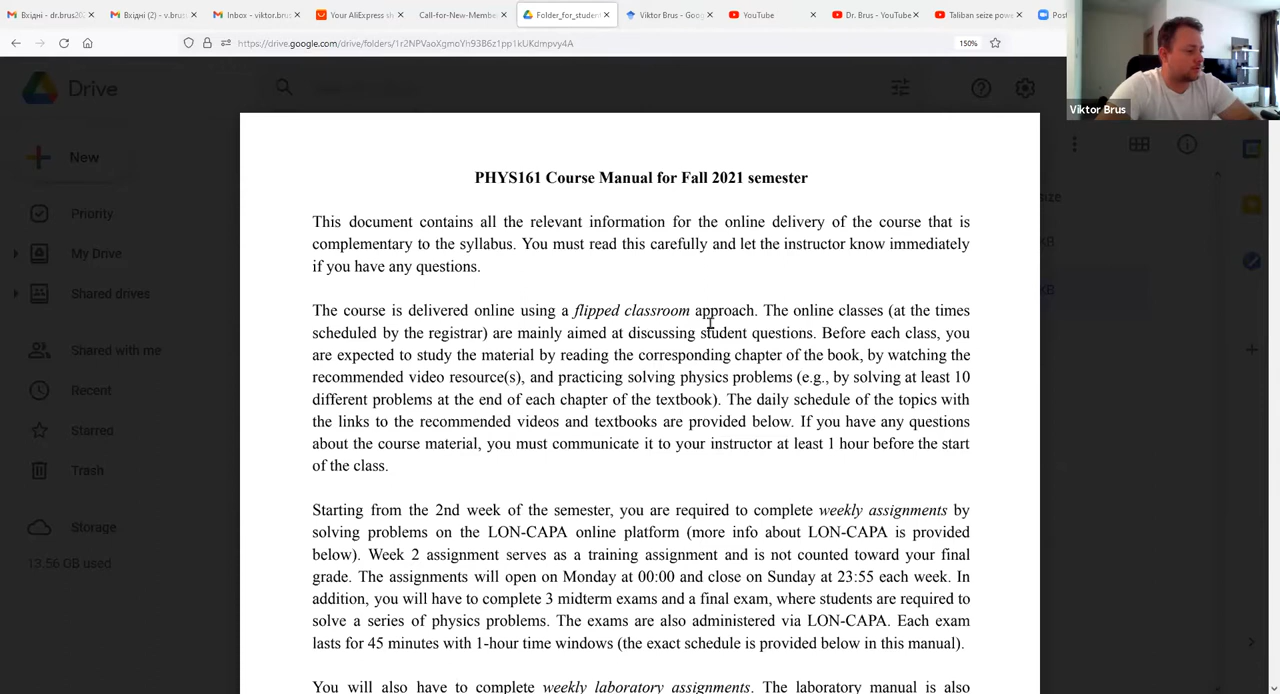 Вхідні - dr.brus202
Вхідні (2) - v.brus
Inbox - viktor.brus
Your AliExpress sh
Call-for-New-Membe
Folder_for_studen
Viktor Brus - Goog
YouTube
Dr. Brus - YouTube
Taliban seize powe
https://drive.google.com/drive/folders/1r2NPVaoXgmoYh93B6z1pp1kUKdmpvy4A
150%
Viktor Brus
Drive
New
Priority
My Drive
Shared drives
Shared with me
Recent
Starred
Trash
Storage
13.56 GB used
size
KB
KB
PHYS161 Course Manual for Fall 2021 semester
This document contains all the relevant information for the online delivery of the course that is
complementary to the syllabus. You must read this carefully and let the instructor know immediately
if you have any questions.
The course is delivered online using a flipped classroom approach. The online classes (at the times
scheduled by the registrar) are mainly aimed at discussing student questions. Before each class, you
are expected to study the material by reading the corresponding chapter of the book, by watching the
recommended video resource(s), and practicing solving physics problems (e.g., by solving at least 10
different problems at the end of each chapter of the textbook). The daily schedule of the topics with
the links to the recommended videos and textbooks are provided below. If you have any questions
about the course material, you must communicate it to your instructor at least 1 hour before the start
of the class.
Starting from the 2nd week of the semester, you are required to complete weekly assignments by
solving problems on the LON-CAPA online platform (more info about LON-CAPA is provided
below). Week 2 assignment serves as a training assignment and is not counted toward your final
grade. The assignments will open on Monday at 00:00 and close on Sunday at 23:55 each week. In
addition, you will have to complete 3 midterm exams and a final exam, where students are required to
solve a series of physics problems. The exams are also administered via LON-CAPA. Each exam
lasts for 45 minutes with 1-hour time windows (the exact schedule is provided below in this manual).
You will also have to complete weekly laboratory assignments. The laboratory manual is also